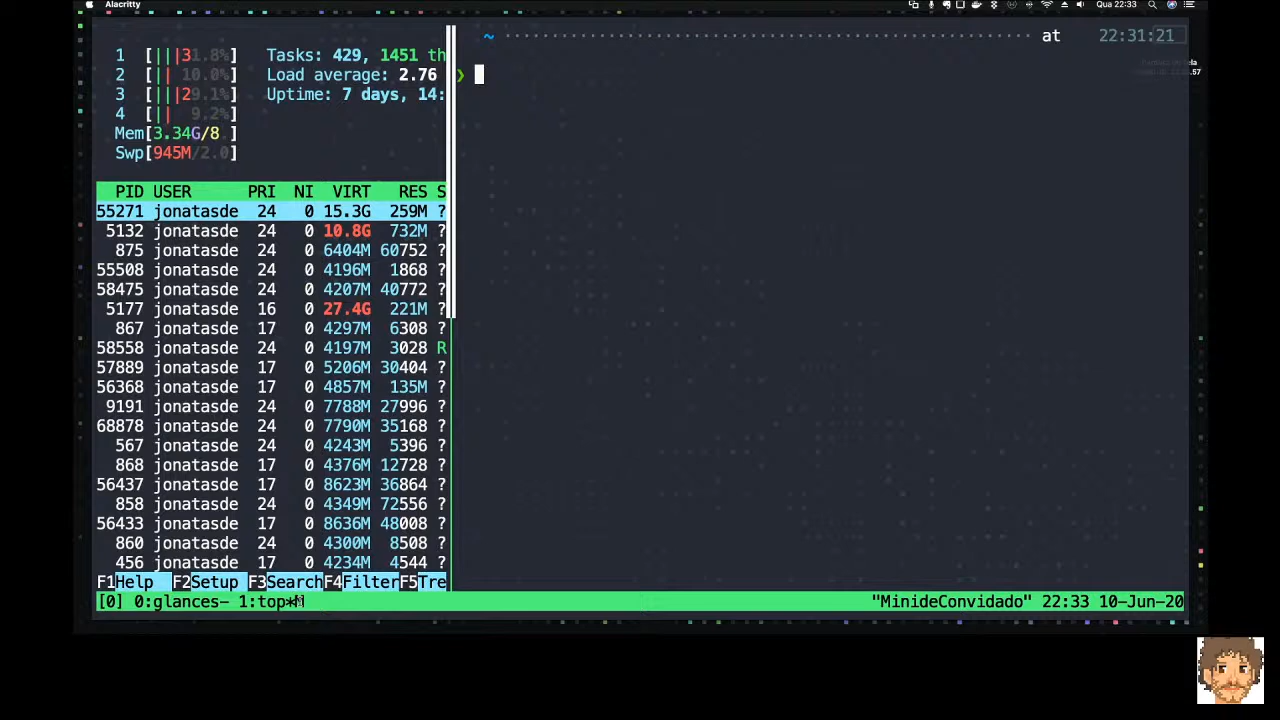 Alacritty Qua 22:33
~ at 22:31:21
❯
1 [|||31.8%] Tasks: 429, 1451 th
2 [|| 10.0%] Load average: 2.76
3 [|||29.1%] Uptime: 7 days, 14:
4 [|| 9.2%]
Mem[3.34G/8 ]
Swp[945M/2.0]
PID USER PRI NI VIRT RES S
55271 jonatasde 24 0 15.3G 259M ?
5132 jonatasde 24 0 10.8G 732M ?
875 jonatasde 24 0 6404M 60752 ?
55508 jonatasde 24 0 4196M 1868 ?
58475 jonatasde 24 0 4207M 40772 ?
5177 jonatasde 16 0 27.4G 221M ?
867 jonatasde 17 0 4297M 6308 ?
58558 jonatasde 24 0 4197M 3028 R
57889 jonatasde 17 0 5206M 30404 ?
56368 jonatasde 17 0 4857M 135M ?
9191 jonatasde 24 0 7788M 27996 ?
68878 jonatasde 24 0 7790M 35168 ?
567 jonatasde 24 0 4243M 5396 ?
868 jonatasde 17 0 4376M 12728 ?
56437 jonatasde 17 0 8623M 36864 ?
858 jonatasde 24 0 4349M 72556 ?
56433 jonatasde 17 0 8636M 48008 ?
860 jonatasde 24 0 4300M 8508 ?
456 jonatasde 17 0 4234M 4544 ?
F1Help F2Setup F3SearchF4FilterF5Tre
[0] 0:glances- 1:top* "MinideConvidado" 22:33 10-Jun-20